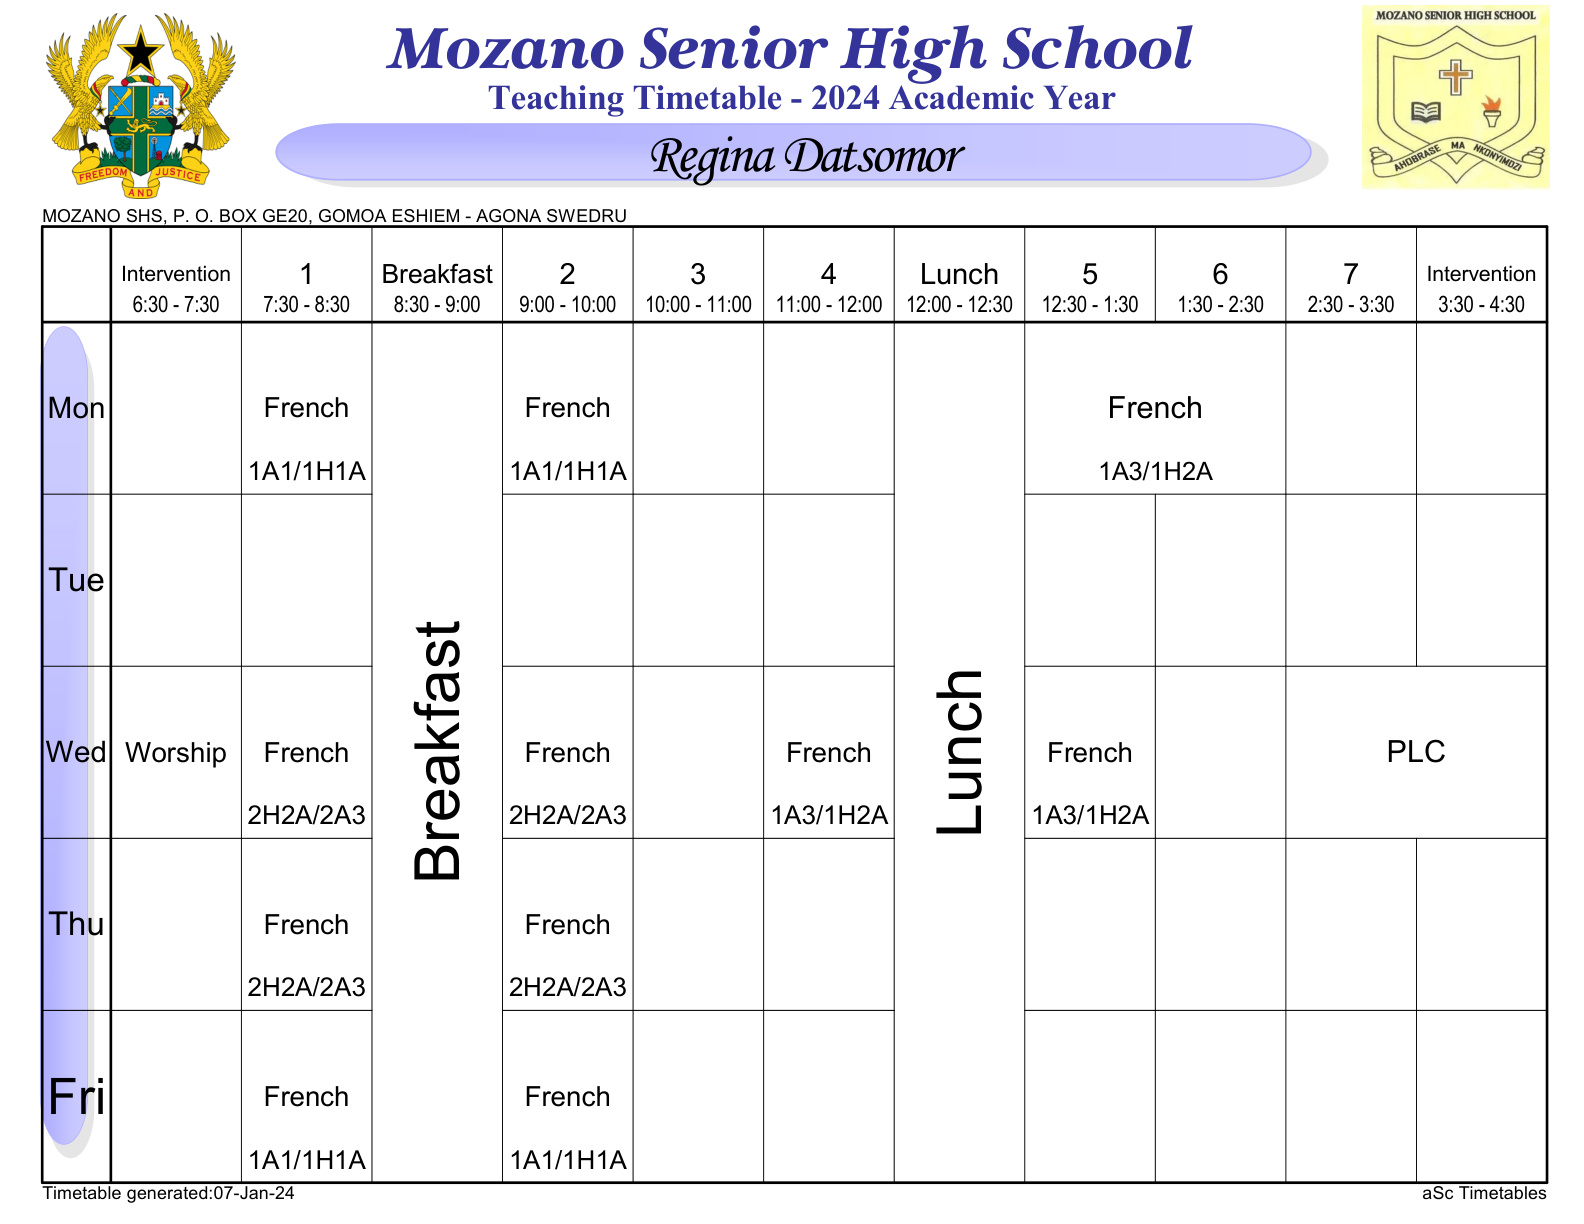 Mozano Senior High School
Teaching Timetable - 2024 Academic Year
Regina Datsomor
FREEDOM AND JUSTICE
MOZANO SENIOR HIGH SCHOOL
AHOBRASE MA NKONYIMDZI
MOZANO SHS, P. O. BOX GE20, GOMOA ESHIEM - AGONA SWEDRU
Intervention 1 Breakfast 2 3 4 Lunch 5 6 7 Intervention
6:30 - 7:30 7:30 - 8:30 8:30 - 9:00 9:00 - 10:00 10:00 - 11:00 11:00 - 12:00 12:00 - 12:30 12:30 - 1:30 1:30 - 2:30 2:30 - 3:30 3:30 - 4:30
Mon French French French
1A1/1H1A 1A1/1H1A 1A3/1H2A
Tue
Breakfast
Lunch
Wed Worship French French French French PLC
2H2A/2A3 2H2A/2A3 1A3/1H2A 1A3/1H2A
Thu French French
2H2A/2A3 2H2A/2A3
Fri French French
1A1/1H1A 1A1/1H1A
Timetable generated:07-Jan-24 aSc Timetables